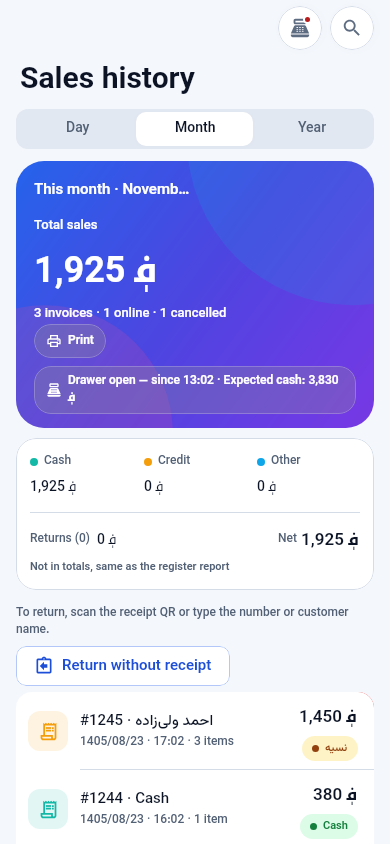 Sales history
Day
Month
Year
This month · Novemb…
Total sales
1,925 ؋
3 invoices · 1 online · 1 cancelled
Print
Drawer open — since 13:02 · Expected cash: 3,830
؋
Cash
Credit
Other
1,925 ؋
0 ؋
0 ؋
Returns (0) 0 ؋
Net 1,925 ؋
Not in totals, same as the register report
To return, scan the receipt QR or type the number or customer
name.
Return without receipt
#1245 · احمد ولی‌زاده
1,450 ؋
1405/08/23 · 17:02 · 3 items
نسیه
#1244 · Cash
380 ؋
1405/08/23 · 16:02 · 1 item
Cash